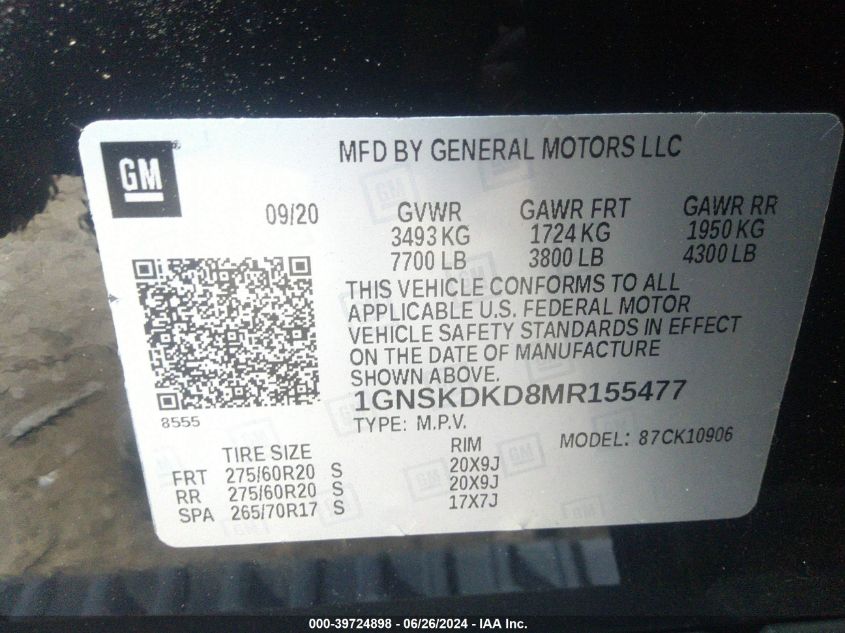 GM
MFD BY GENERAL MOTORS LLC
09/20
GVWR GAWR FRT GAWR RR
3493 KG 1724 KG 1950 KG
7700 LB 3800 LB 4300 LB
THIS VEHICLE CONFORMS TO ALL
APPLICABLE U.S. FEDERAL MOTOR
VEHICLE SAFETY STANDARDS IN EFFECT
ON THE DATE OF MANUFACTURE
SHOWN ABOVE.
1GNSKDKD8MR155477
8555
TYPE: M.P.V. MODEL: 87CK10906
TIRE SIZE RIM
FRT 275/60R20 S 20X9J
RR 275/60R20 S 20X9J
SPA 265/70R17 S 17X7J
000-39724898 - 06/26/2024 - IAA Inc.